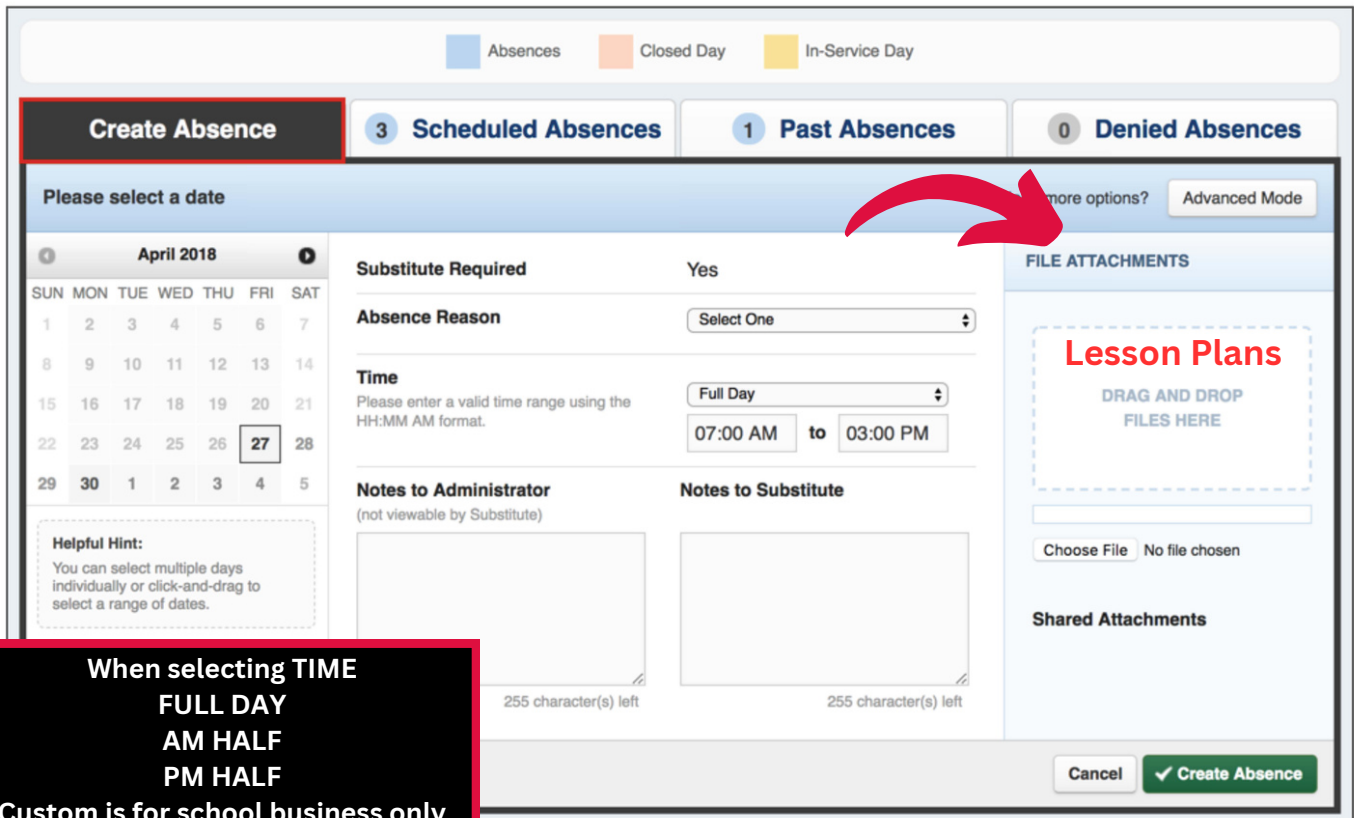 Absences Closed Day In-Service Day
Create Absence 3 Scheduled Absences 1 Past Absences 0 Denied Absences
Please select a date
more options? Advanced Mode
April 2018
SUN MON TUE WED THU FRI SAT
1 2 3 4 5 6 7
8 9 10 11 12 13 14
15 16 17 18 19 20 21
22 23 24 25 26 27 28
29 30 1 2 3 4 5
Helpful Hint:
You can select multiple days
individually or click-and-drag to
select a range of dates.
Substitute Required Yes
Absence Reason Select One
Time Full Day
Please enter a valid time range using the
HH:MM AM format.
07:00 AM to 03:00 PM
Notes to Administrator Notes to Substitute
(not viewable by Substitute)
255 character(s) left 255 character(s) left
FILE ATTACHMENTS
Lesson Plans
DRAG AND DROP
FILES HERE
Choose File No file chosen
Shared Attachments
When selecting TIME
FULL DAY
AM HALF
PM HALF
Custom is for school business only
Cancel Create Absence